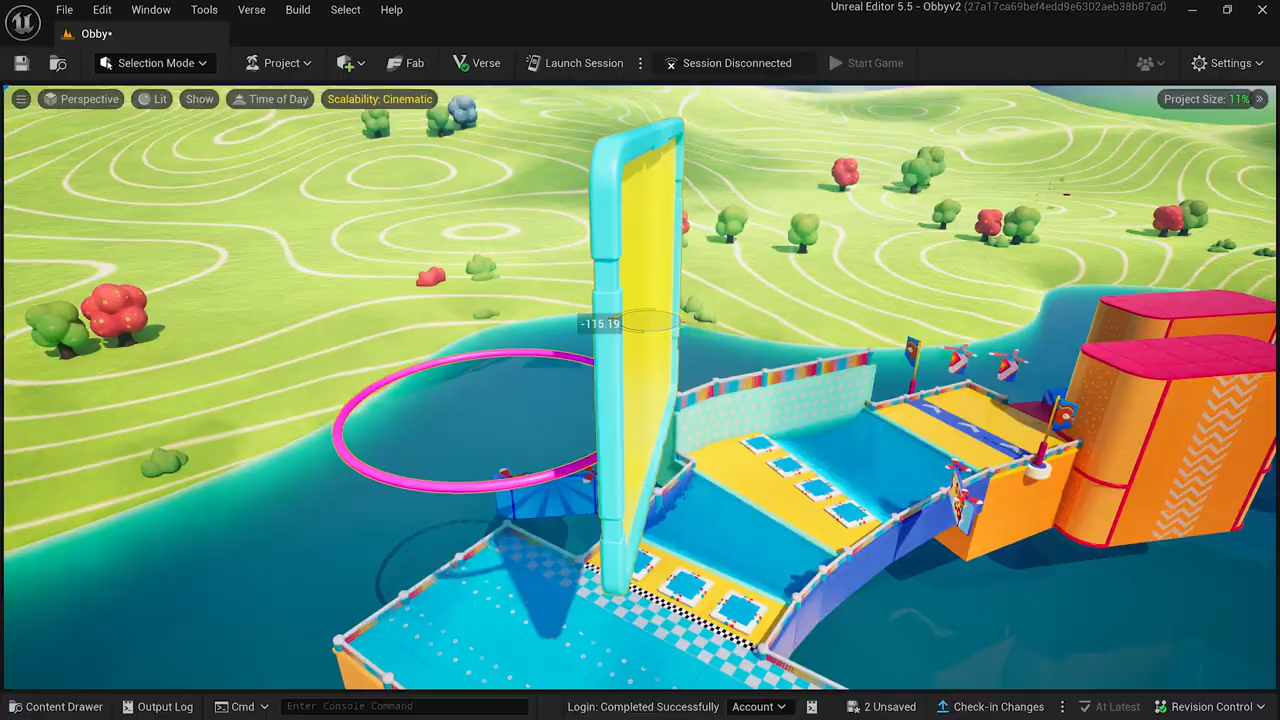 File Edit Window Tools Verse Build Select Help
Unreal Editor 5.5 - Obbyv2 (27a17ca69bef4edd9e6302aeb38b87ad)
Obby•
Selection Mode Project Fab Verse Launch Session Session Disconnected Start Game Settings
Perspective Lit Show Time of Day Scalability: Cinematic Project Size: 11% »
-115.19
Content Drawer Output Log Cmd Enter Console Command Login: Completed Successfully Account 2 Unsaved Check-in Changes At Latest Revision Control